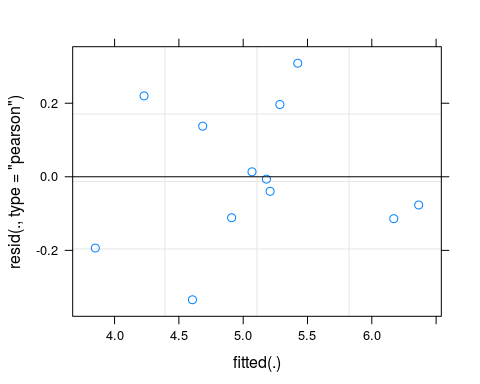 resid(., type = "pearson")
0.2
0.0
-0.2
4.0 4.5 5.0 5.5 6.0
fitted(.)